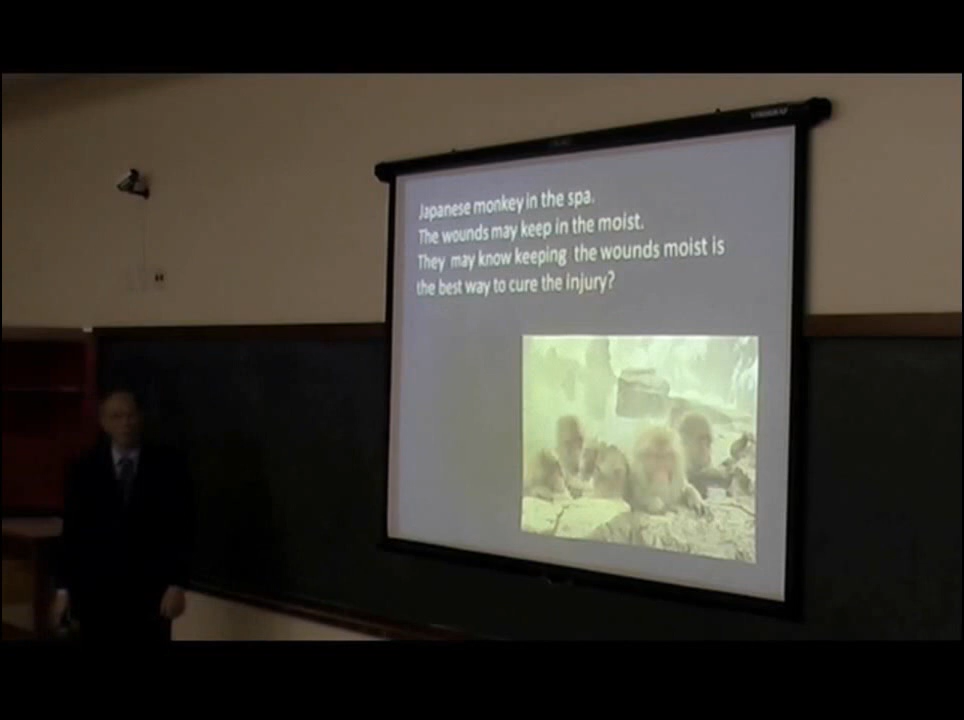 Japanese monkey in the spa.
The wounds may keep in the moist.
They may know keeping the wounds moist is
the best way to cure the injury?